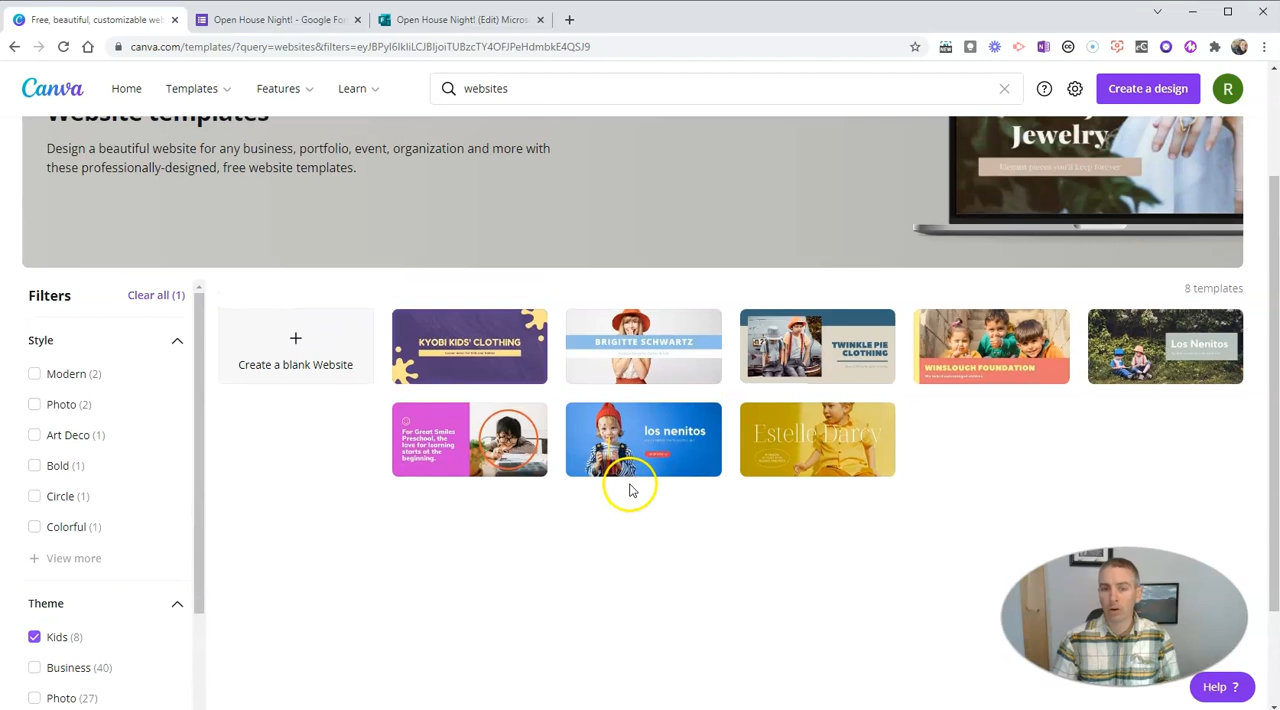 Free, beautiful, customizable web
Open House Night! - Google For
Open House Night! (Edit) Micros
canva.com/templates/?query=websites&filters=eyJBPyI6IkIiLCJBIjoiTUBzcTY4OFJPeHdmbkE4QSJ9
Canva
Home
Templates
Features
Learn
websites
Create a design
R
Website templates
Design a beautiful website for any business, portfolio, event, organization and more with
these professionally-designed, free website templates.
Jewelry
Filters
Clear all (1)
8 templates
Style
Modern (2)
Photo (2)
Art Deco (1)
Bold (1)
Circle (1)
Colorful (1)
+ View more
Theme
Kids (8)
Business (40)
Photo (27)
+
Create a blank Website
KYOBI KIDS' CLOTHING
BRIGITTE SCHWARTZ
TWINKLE PIE
CLOTHING
WINSLOUGH FOUNDATION
Los Nenitos
For Great Smiles
Preschool, the
love for learning
starts at the
beginning.
los nenitos
Estelle Darcy
Help ?